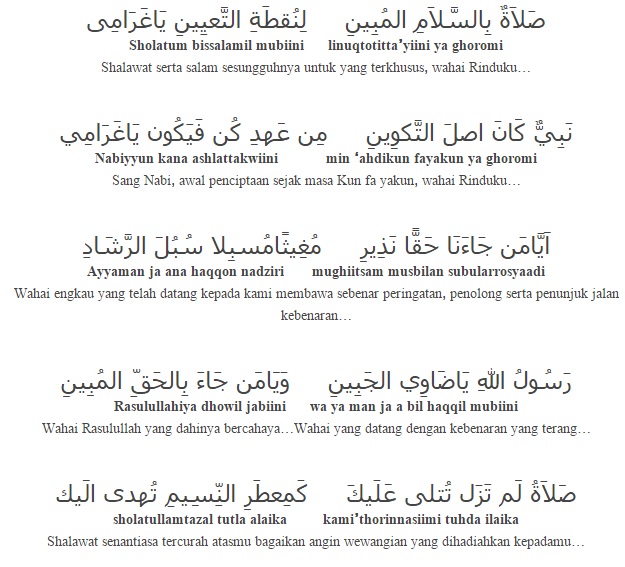 صَلاَةٌ بِالسَّلاَمِ المُبِينِ لِنُقطَةِ التَّعيِينِ يَاغَرَامِى
Sholatum bissalamil mubiini linuqtotitta’yiini ya ghoromi
Shalawat serta salam sesungguhnya untuk yang terkhusus, wahai Rinduku…
نَبِيٌّ كَانَ اصلَ التَّكوِينِ مِن عَهدِ كُن فَيَكُون يَاغَرَامِي
Nabiyyun kana ashlattakwiini min ’ahdikun fayakun ya ghoromi
Sang Nabi, awal penciptaan sejak masa Kun fa yakun, wahai Rinduku…
اَيَّامَن جَاءَنَا حَقًّا نَذِيرِ مُغِيثًامُسبِلا سُبُلَ الرَّشَادِ
Ayyaman ja ana haqqon nadziri mughiitsam musbilan subularrosyaadi
Wahai engkau yang telah datang kepada kami membawa sebenar peringatan, penolong serta penunjuk jalan
kebenaran…
رَسُولُ اللهِ يَاضَاوِي الجَبِينِ وَيَامَن جَاءَ بِالحَقِّ المُبِينِ
Rasulullahiya dhowil jabiini wa ya man ja a bil haqqil mubiini
Wahai Rasulullah yang dahinya bercahaya…Wahai yang datang dengan kebenaran yang terang…
صَلاَةُ لَم تَزَل تُتلى عَلَيكَ كَمِعطَرِ النِّسِيمِ تُهدى الَيك
sholatullamtazal tutla alaika kami’thorinnasiimi tuhda ilaika
Shalawat senantiasa tercurah atasmu bagaikan angin wewangian yang dihadiahkan kepadamu…